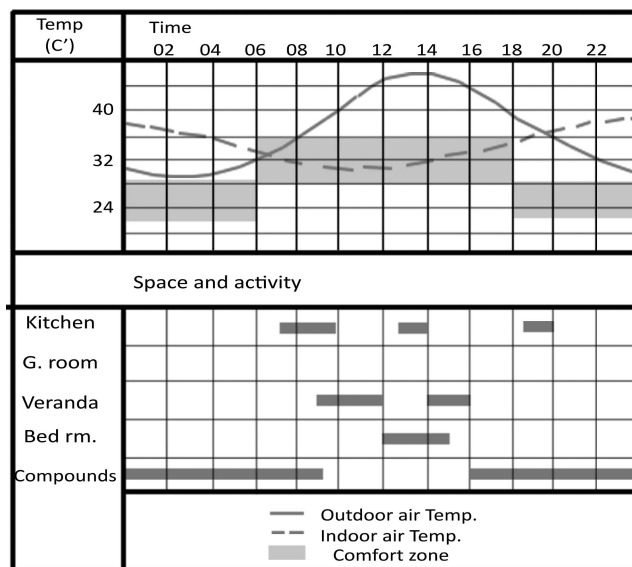 Temp
(C’)
Time
02 04 06 08 10 12 14 16 18 20 22
40
32
24
Space and activity
Kitchen
G. room
Veranda
Bed rm.
Compounds
Outdoor air Temp.
Indoor air Temp.
Comfort zone